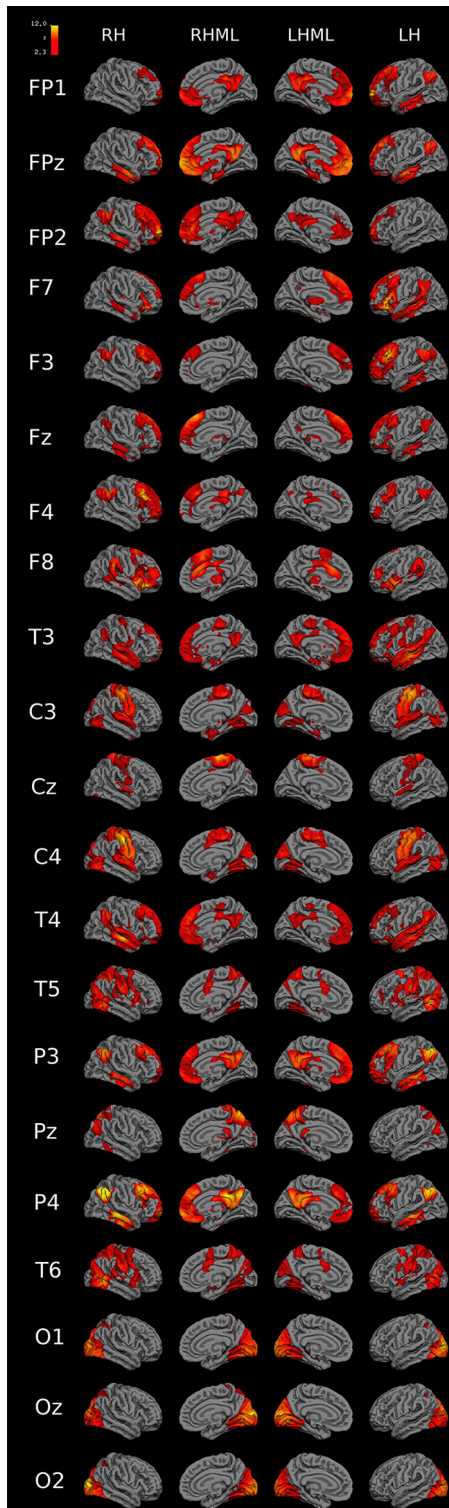 12.0
z
2.3
RH RHML LHML LH
FP1
FPz
FP2
F7
F3
Fz
F4
F8
T3
C3
Cz
C4
T4
T5
P3
Pz
P4
T6
O1
Oz
O2